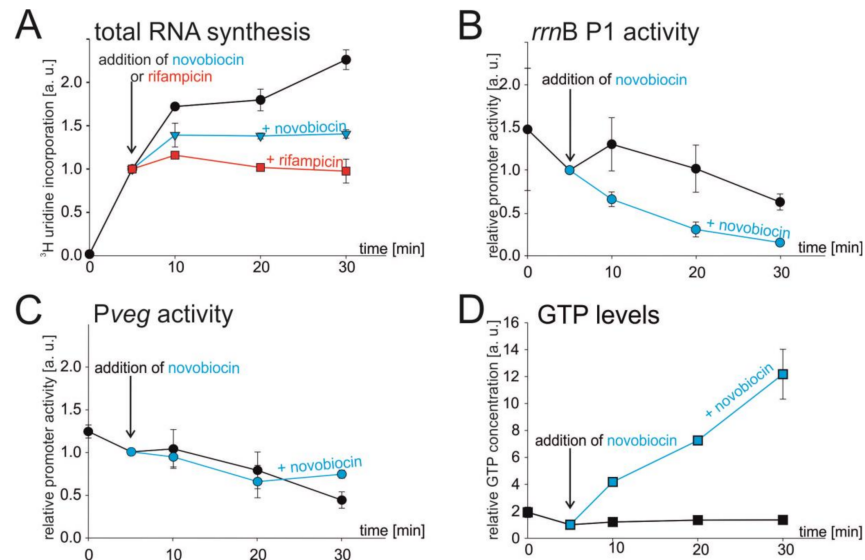 A total RNA synthesis
³H uridine incorporation [a. u.]
addition of novobiocin
or rifampicin
2.0
1.5
1.0
0.5
0.0
+ novobiocin
+ rifampicin
time [min]
0 10 20 30
B rrnB P1 activity
relative promoter activity [a. u.]
addition of novobiocin
2.0
1.5
1.0
0.5
0.0
+ novobiocin
time [min]
0 10 20 30
C Pveg activity
relative promoter activity [a. u.]
addition of novobiocin
2.0
1.5
1.0
0.5
0.0
+ novobiocin
time [min]
0 10 20 30
D GTP levels
relative GTP concentration [a. u.]
16
14
12
10
8
6
4
2
0
+ novobiocin
addition of novobiocin
time [min]
0 10 20 30